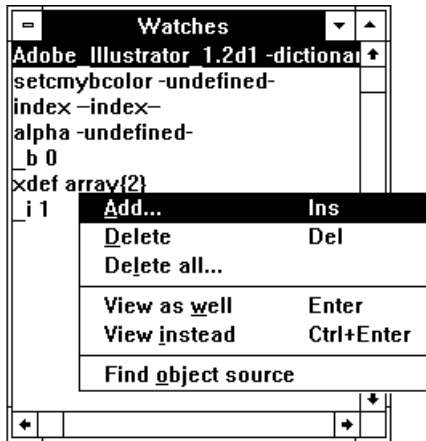 Watches
Adobe_Illustrator_1.2d1 -dictionar
setcmybcolor -undefined-
index –index–
alpha -undefined-
_b 0
xdef array{2}
_i 1
Add... Ins
Delete Del
Delete all...
View as well Enter
View instead Ctrl+Enter
Find object source